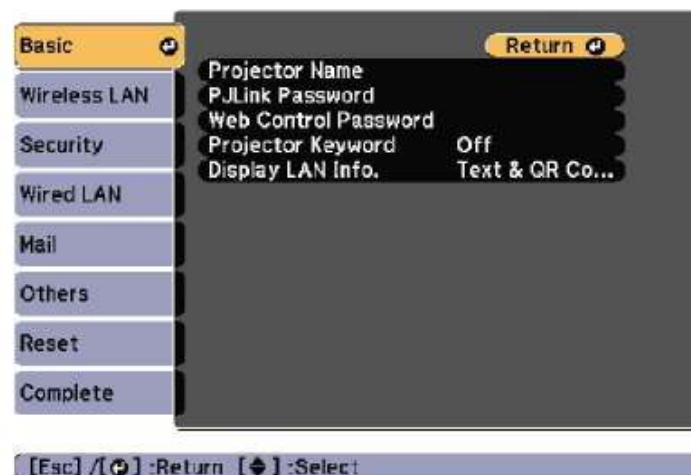 Basic
Return
Projector Name
Wireless LAN
PJLink Password
Web Control Password
Security
Projector Keyword Off
Display LAN Info. Text & QR Co...
Wired LAN
Mail
Others
Reset
Complete
[Esc] /[ ] :Return [ ] :Select